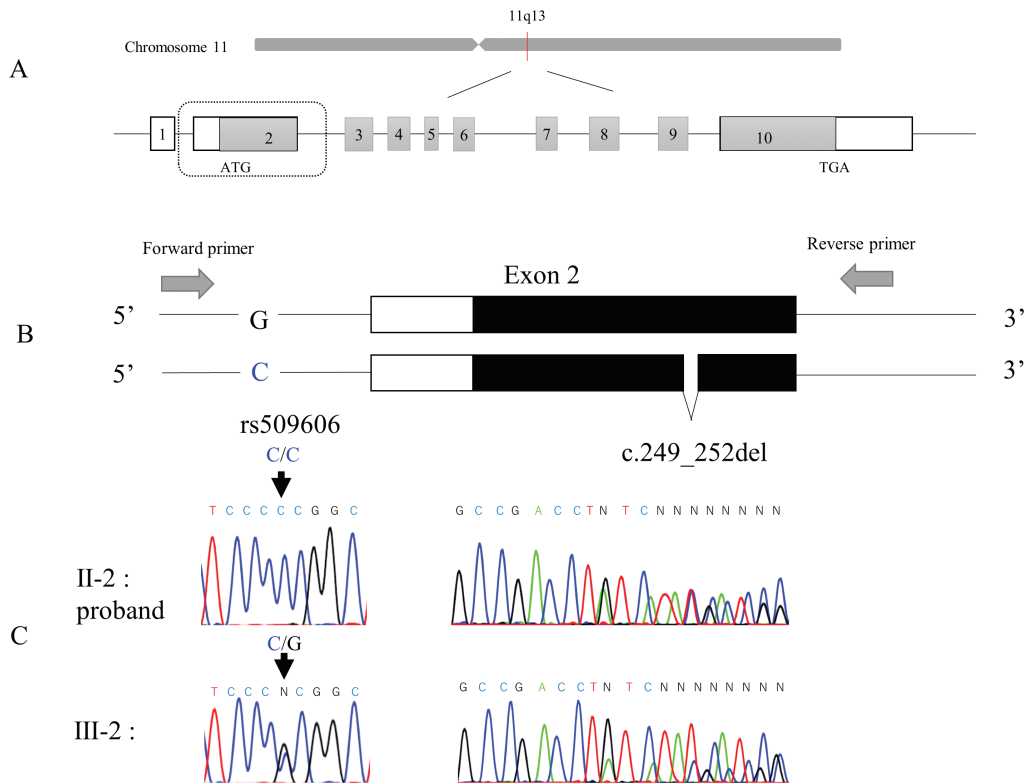 11q13
Chromosome 11
A
1 2 3 4 5 6 7 8 9 10
ATG TGA
Forward primer Reverse primer
Exon 2
5’ G 3’
B
5’ C 3’
rs509606
c.249_252del
C/C
T C C C C C G G C G C C G A C C T N T C N N N N N N N N
II-2 :
proband
C
C/G
T C C C N C G G C G C C G A C C T N T C N N N N N N N N
III-2 :